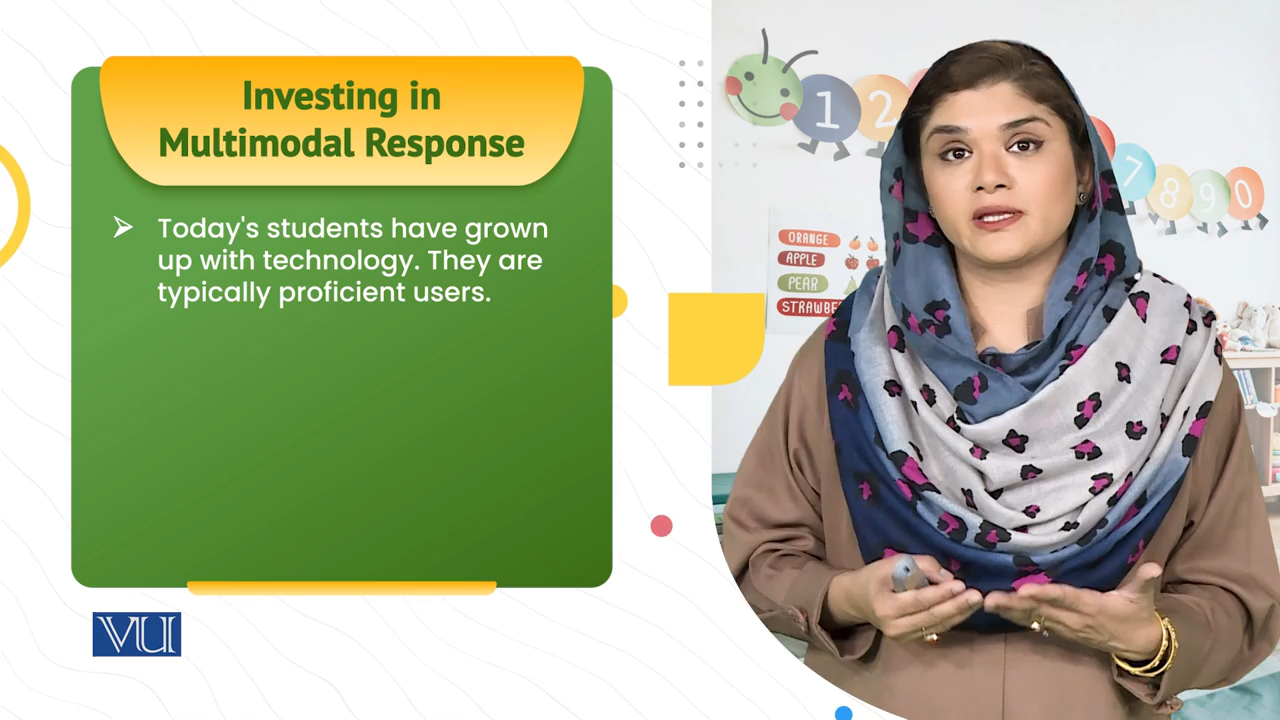 Investing in
Multimodal Response
Today's students have grown
up with technology. They are
typically proficient users.
VU
1 2
7 8 9 0
ORANGE
APPLE
PEAR
STRAWBE